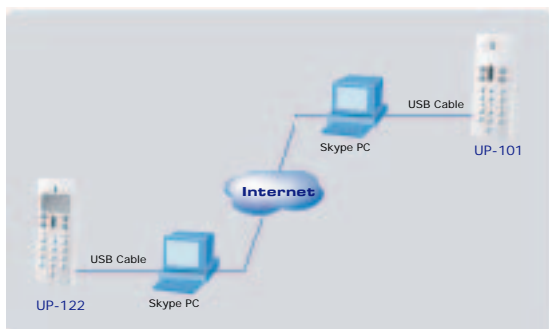 USB Cable
Skype PC
UP-101
Internet
USB Cable
UP-122
Skype PC